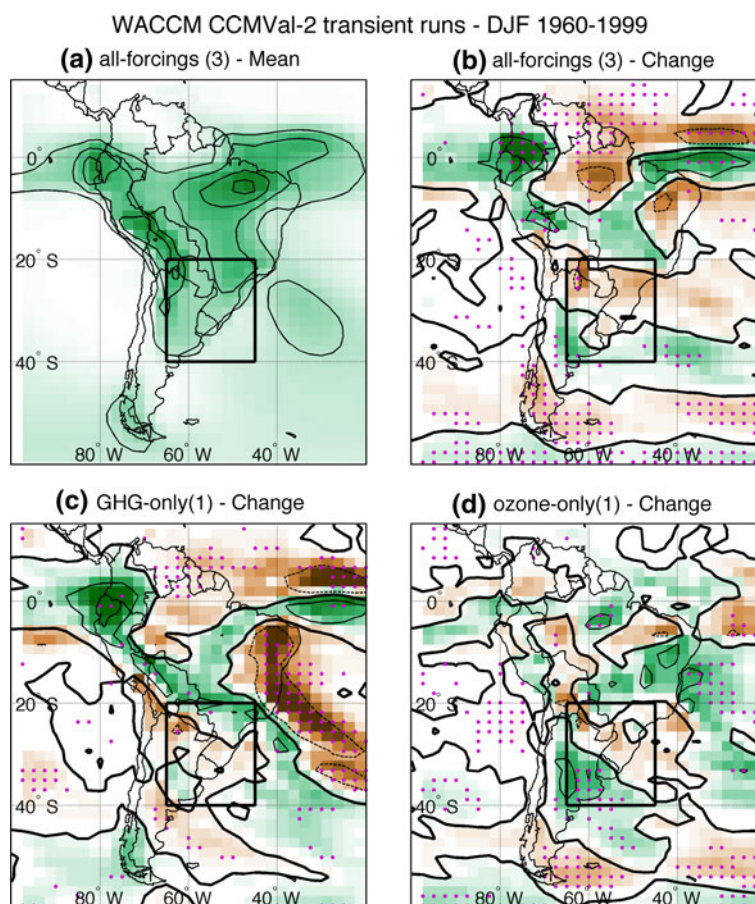 WACCM CCMVal-2 transient runs - DJF 1960-1999
(a) all-forcings (3) - Mean
(b) all-forcings (3) - Change
0°
20° S
40° S
80° W
60° W
40° W
0°
20° S
40° S
80° W
60° W
40° W
(c) GHG-only(1) - Change
(d) ozone-only(1) - Change
0°
20° S
40° S
80° W
60° W
40° W
0°
20° S
40° S
80° W
60° W
40° W